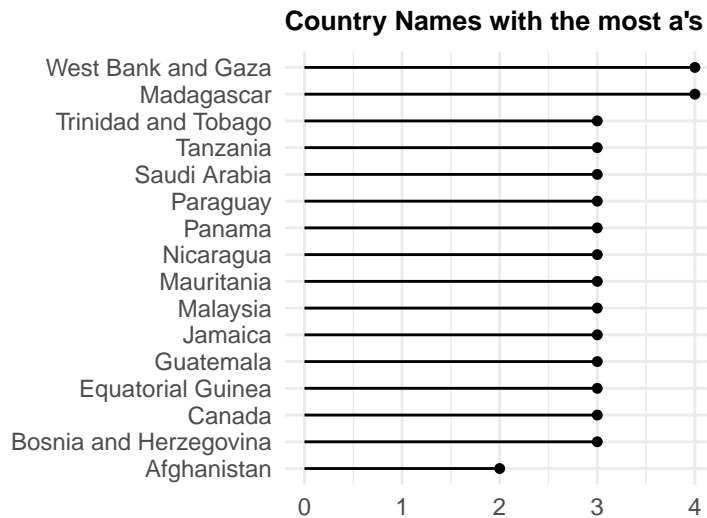 Country Names with the most a's
West Bank and Gaza
Madagascar
Trinidad and Tobago
Tanzania
Saudi Arabia
Paraguay
Panama
Nicaragua
Mauritania
Malaysia
Jamaica
Guatemala
Equatorial Guinea
Canada
Bosnia and Herzegovina
Afghanistan
0 1 2 3 4